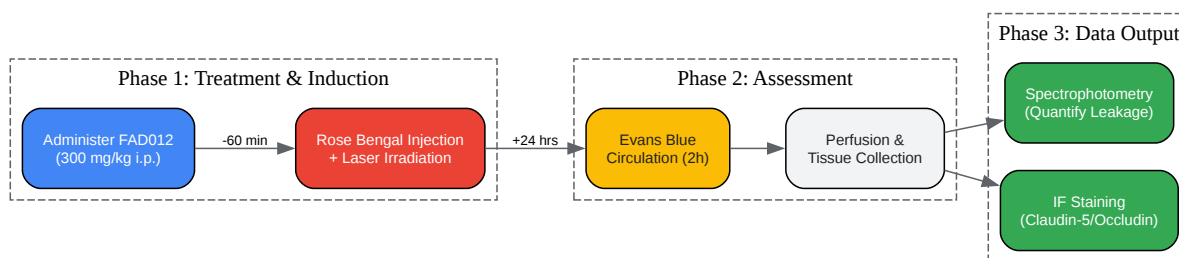 Phase 1: Treatment & Induction
Administer FAD012
(300 mg/kg i.p.)
-60 min
Rose Bengal Injection
+ Laser Irradiation
+24 hrs
Phase 2: Assessment
Evans Blue
Circulation (2h)
Perfusion &
Tissue Collection
Phase 3: Data Output
Spectrophotometry
(Quantify Leakage)
IF Staining
(Claudin-5/Occludin)